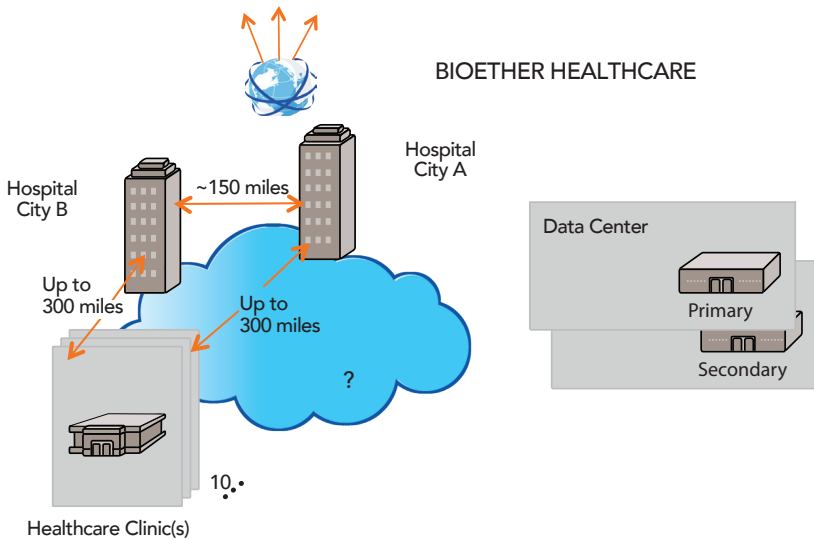 BIOETHER HEALTHCARE
Hospital
City A
Hospital
City B
~150 miles
Data Center
Primary
Secondary
Up to
300 miles
Up to
300 miles
?
10
Healthcare Clinic(s)